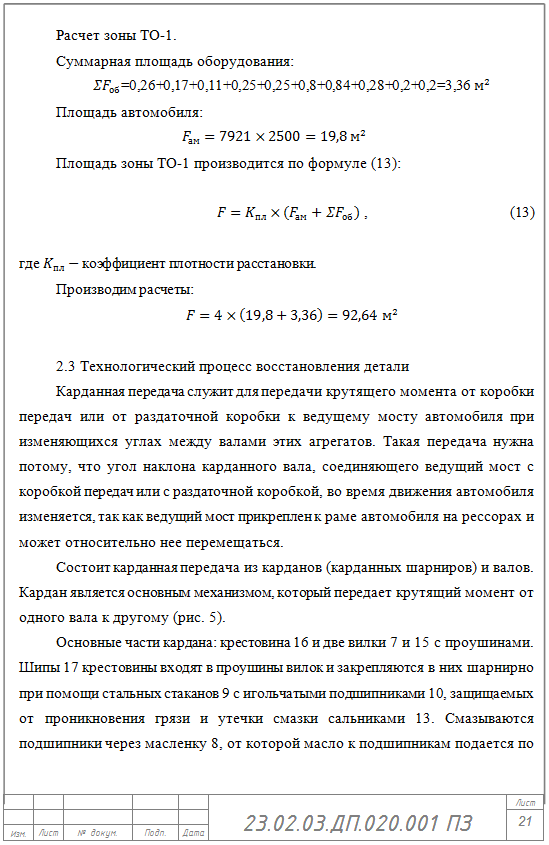 Расчет зоны ТО-1.
Суммарная площадь оборудования:
ΣFоб=0,26+0,17+0,11+0,25+0,25+0,8+0,84+0,28+0,2+0,2=3,36 м²
Площадь автомобиля:
Fам = 7921 × 2500 = 19,8 м²
Площадь зоны ТО-1 производится по формуле (13):
F = Kпл × (Fам + ΣFоб) , (13)
где Kпл − коэффициент плотности расстановки.
Производим расчеты:
F = 4 × (19,8 + 3,36) = 92,64 м²
2.3 Технологический процесс восстановления детали
Карданная передача служит для передачи крутящего момента от коробки
передач или от раздаточной коробки к ведущему мосту автомобиля при
изменяющихся углах между валами этих агрегатов. Такая передача нужна
потому, что угол наклона карданного вала, соединяющего ведущий мост с
коробкой передач или с раздаточной коробкой, во время движения автомобиля
изменяется, так как ведущий мост прикреплен к раме автомобиля на рессорах и
может относительно нее перемещаться.
Состоит карданная передача из карданов (карданных шарниров) и валов.
Кардан является основным механизмом, который передает крутящий момент от
одного вала к другому (рис. 5).
Основные части кардана: крестовина 16 и две вилки 7 и 15 с проушинами.
Шипы 17 крестовины входят в проушины вилок и закрепляются в них шарнирно
при помощи стальных стаканов 9 с игольчатыми подшипниками 10, защищаемых
от проникновения грязи и утечки смазки сальниками 13. Смазываются
подшипники через масленку 8, от которой масло к подшипникам подается по
Изм. Лист № докум. Подп. Дата
23.02.03.ДП.020.001 ПЗ
Лист
21